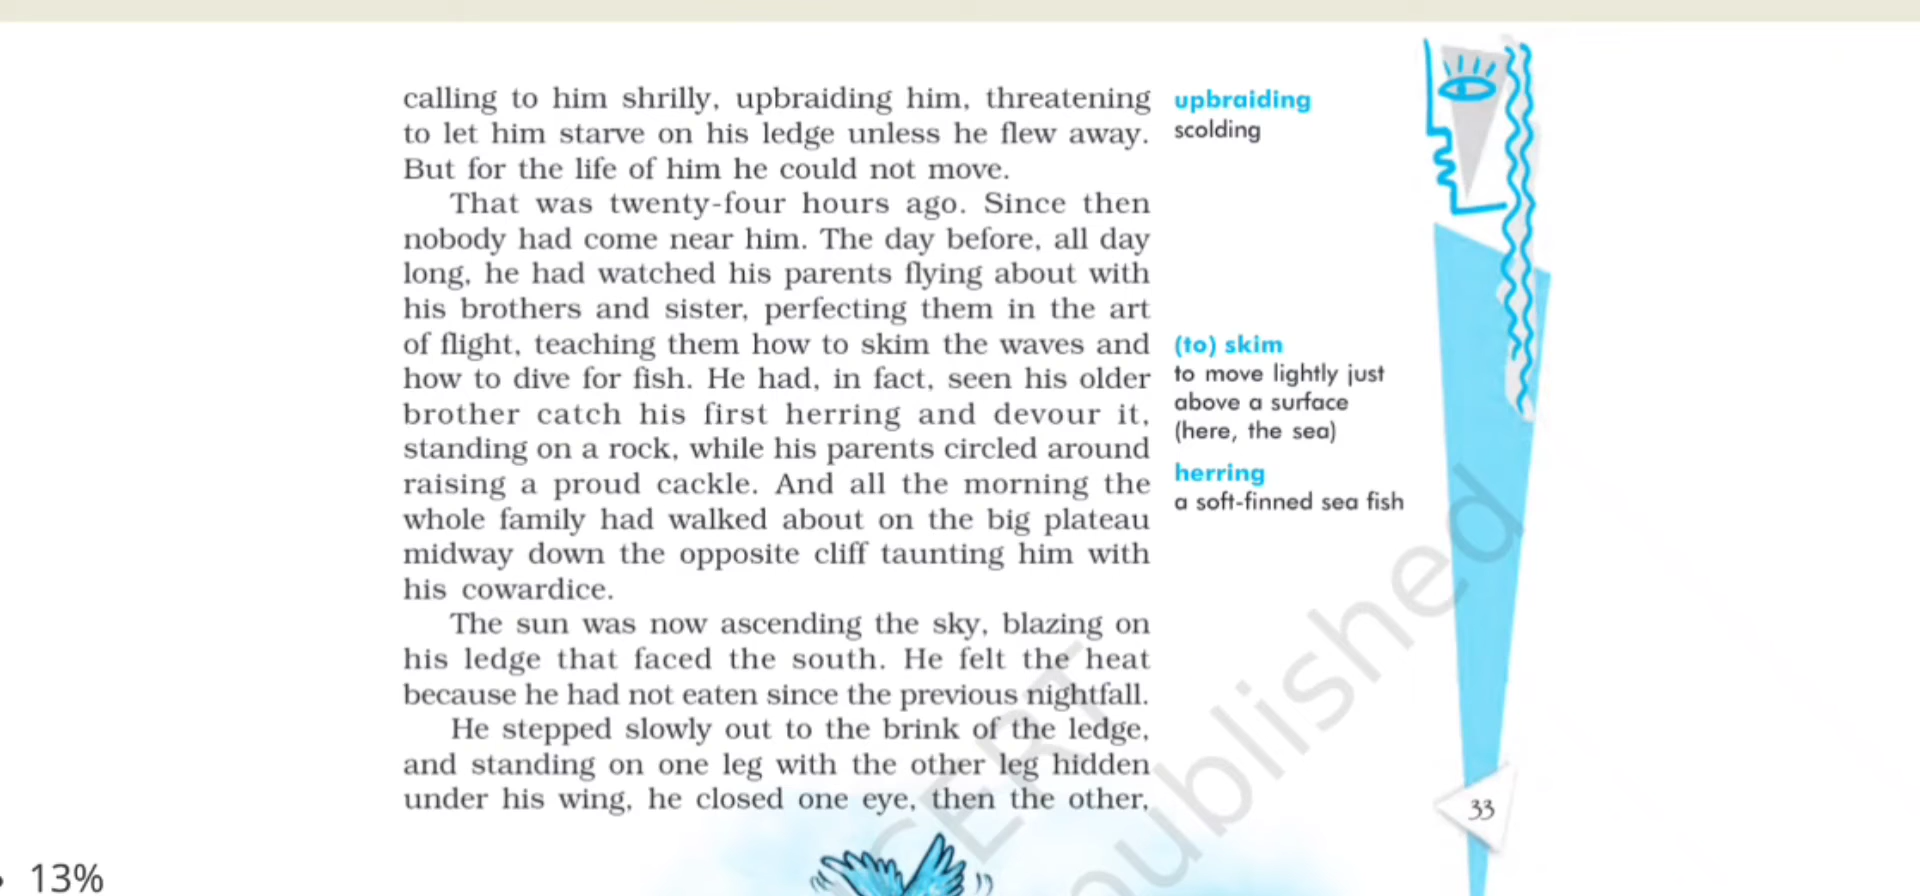 calling to him shrilly, upbraiding him, threatening
to let him starve on his ledge unless he flew away.
But for the life of him he could not move.
That was twenty-four hours ago. Since then
nobody had come near him. The day before, all day
long, he had watched his parents flying about with
his brothers and sister, perfecting them in the art
of flight, teaching them how to skim the waves and
how to dive for fish. He had, in fact, seen his older
brother catch his first herring and devour it,
standing on a rock, while his parents circled around
raising a proud cackle. And all the morning the
whole family had walked about on the big plateau
midway down the opposite cliff taunting him with
his cowardice.
The sun was now ascending the sky, blazing on
his ledge that faced the south. He felt the heat
because he had not eaten since the previous nightfall.
He stepped slowly out to the brink of the ledge,
and standing on one leg with the other leg hidden
under his wing, he closed one eye, then the other,
upbraiding
scolding
(to) skim
to move lightly just
above a surface
(here, the sea)
herring
a soft-finned sea fish
33
13%